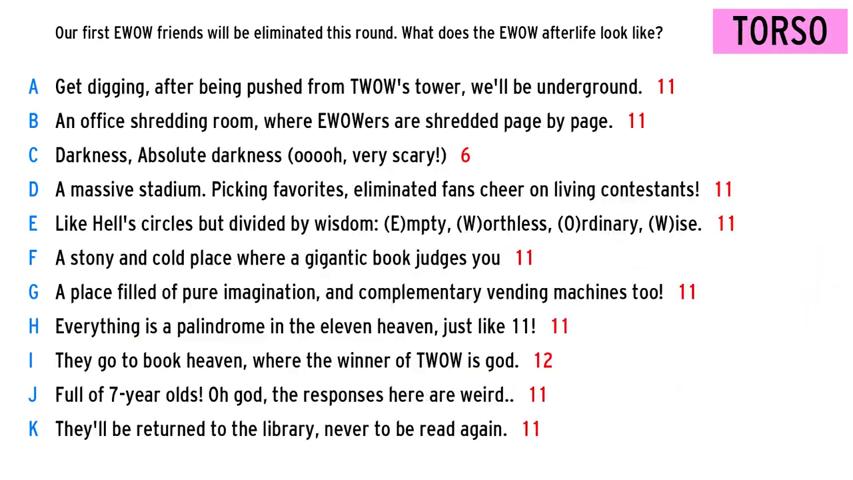 Our first EWOW friends will be eliminated this round. What does the EWOW afterlife look like?
TORSO
A Get digging, after being pushed from TWOW's tower, we'll be underground. 11
B An office shredding room, where EWOWers are shredded page by page. 11
C Darkness, Absolute darkness (ooooh, very scary!) 6
D A massive stadium. Picking favorites, eliminated fans cheer on living contestants! 11
E Like Hell's circles but divided by wisdom: (E)mpty, (W)orthless, (O)rdinary, (W)ise. 11
F A stony and cold place where a gigantic book judges you 11
G A place filled of pure imagination, and complementary vending machines too! 11
H Everything is a palindrome in the eleven heaven, just like 11! 11
I They go to book heaven, where the winner of TWOW is god. 12
J Full of 7-year olds! Oh god, the responses here are weird.. 11
K They'll be returned to the library, never to be read again. 11